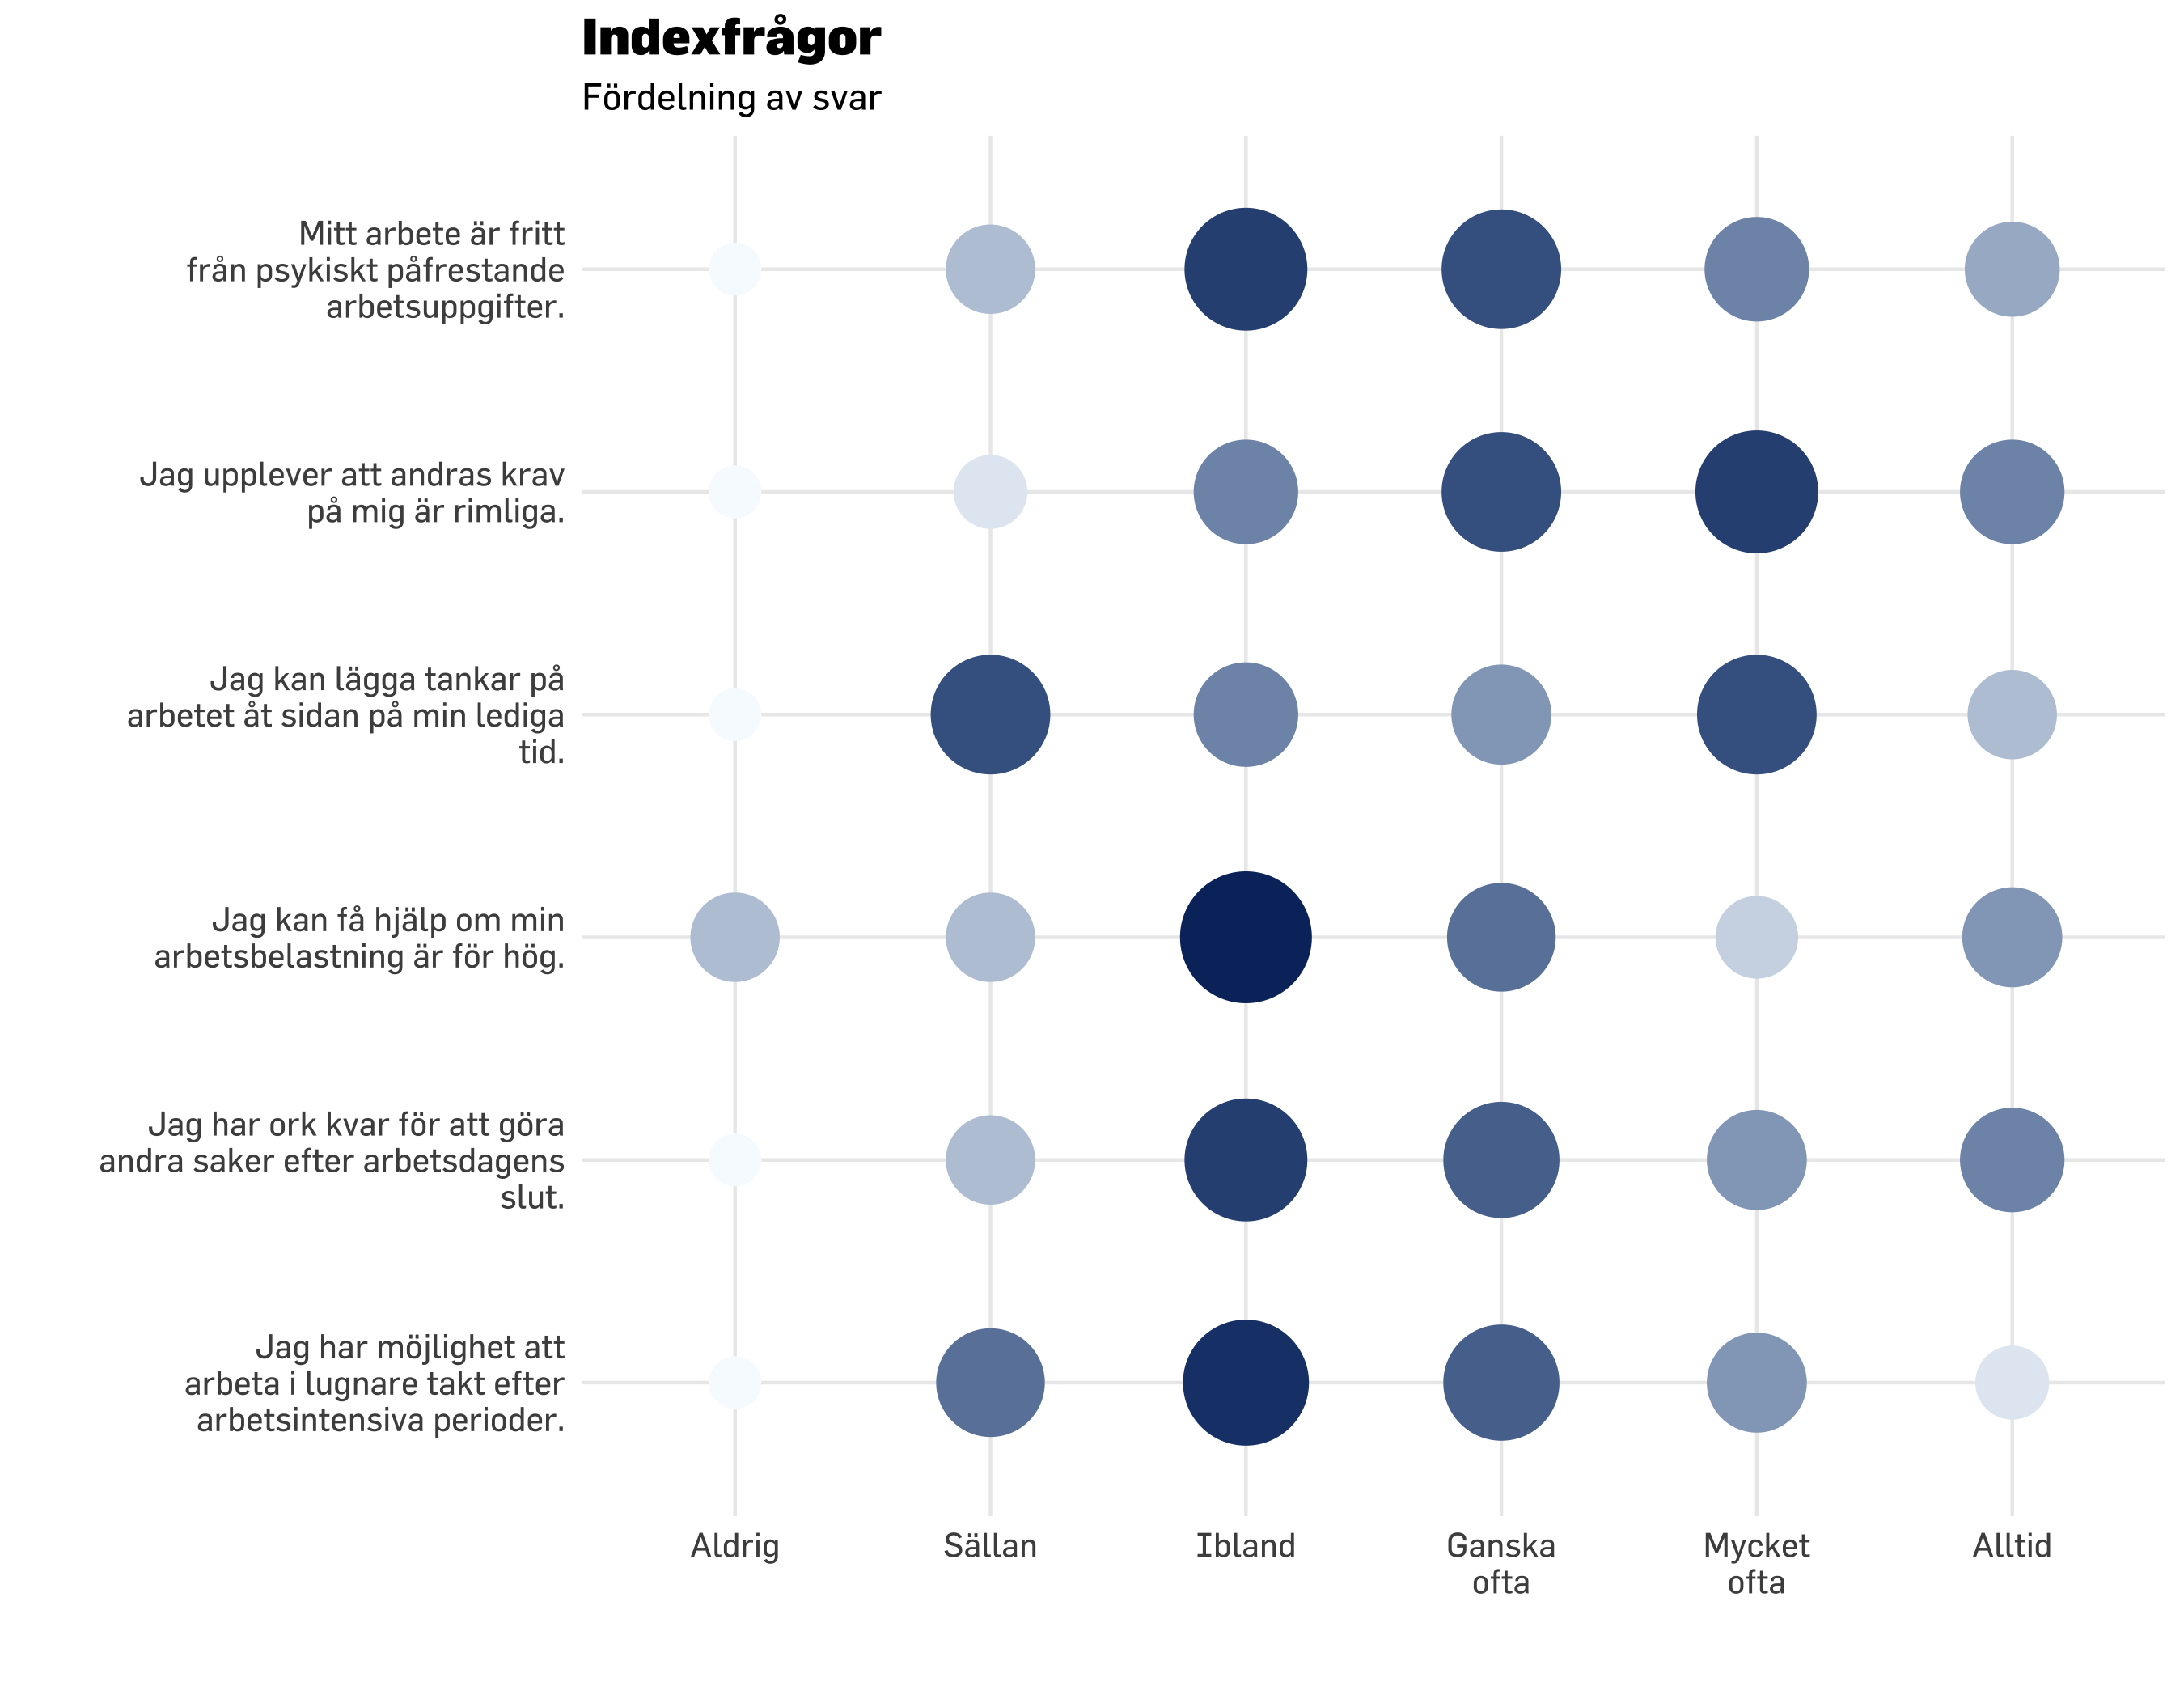 Indexfrågor
Fördelning av svar
Mitt arbete är fritt
från psykiskt påfrestande
arbetsuppgifter.
Jag upplever att andras krav
på mig är rimliga.
Jag kan lägga tankar på
arbetet åt sidan på min lediga
tid.
Jag kan få hjälp om min
arbetsbelastning är för hög.
Jag har ork kvar för att göra
andra saker efter arbetsdagens
slut.
Jag har möjlighet att
arbeta i lugnare takt efter
arbetsintensiva perioder.
Aldrig
Sällan
Ibland
Ganska
ofta
Mycket
ofta
Alltid